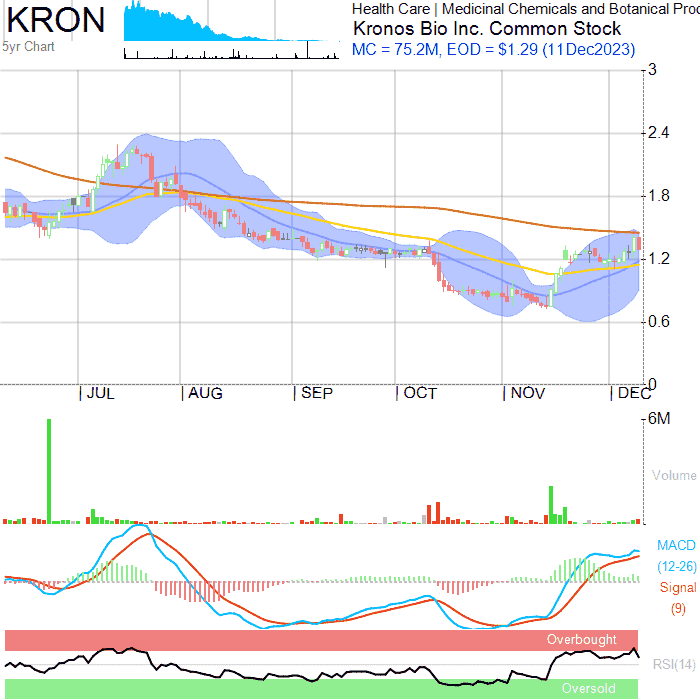 KRON
5yr Chart
Health Care | Medicinal Chemicals and Botanical Proc
Kronos Bio Inc. Common Stock
MC = 75.2M, EOD = $1.29 (11Dec2023)
3
2.4
1.8
1.2
0.6
0
| JUL | AUG | SEP | OCT | NOV | DEC
6M
Volume
MACD
(12-26)
Signal
(9)
Overbought
RSI(14)
Oversold